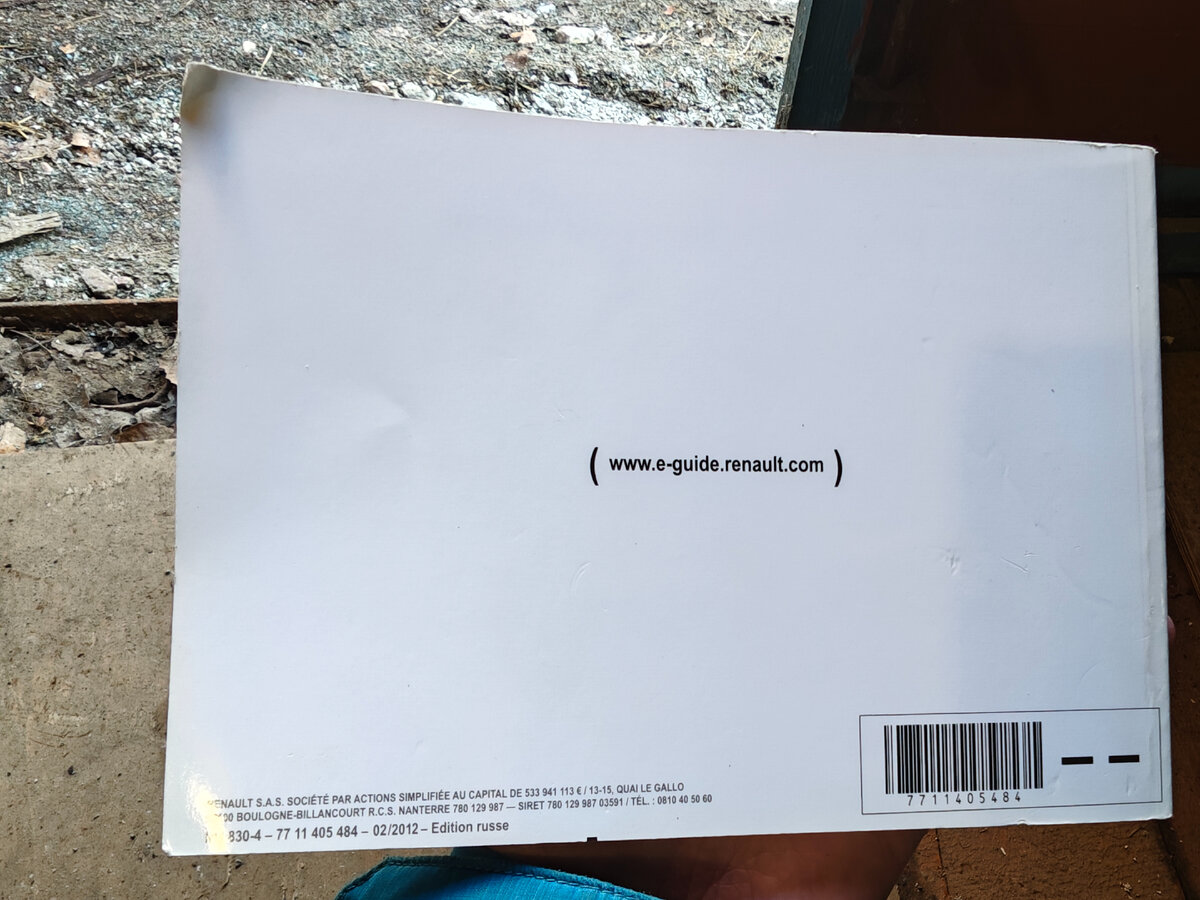 ( www.e-guide.renault.com )
RENAULT S.A.S. SOCIÉTÉ PAR ACTIONS SIMPLIFIÉE AU CAPITAL DE 533 941 113 € / 13-15, QUAI LE GALLO
BOULOGNE-BILLANCOURT R.C.S. NANTERRE 780 129 987 — SIRET 780 129 987 03591 / TÉL. : 0810 40 50 60
830-4 – 77 11 405 484 – 02/2012 – Edition russe
7711405484